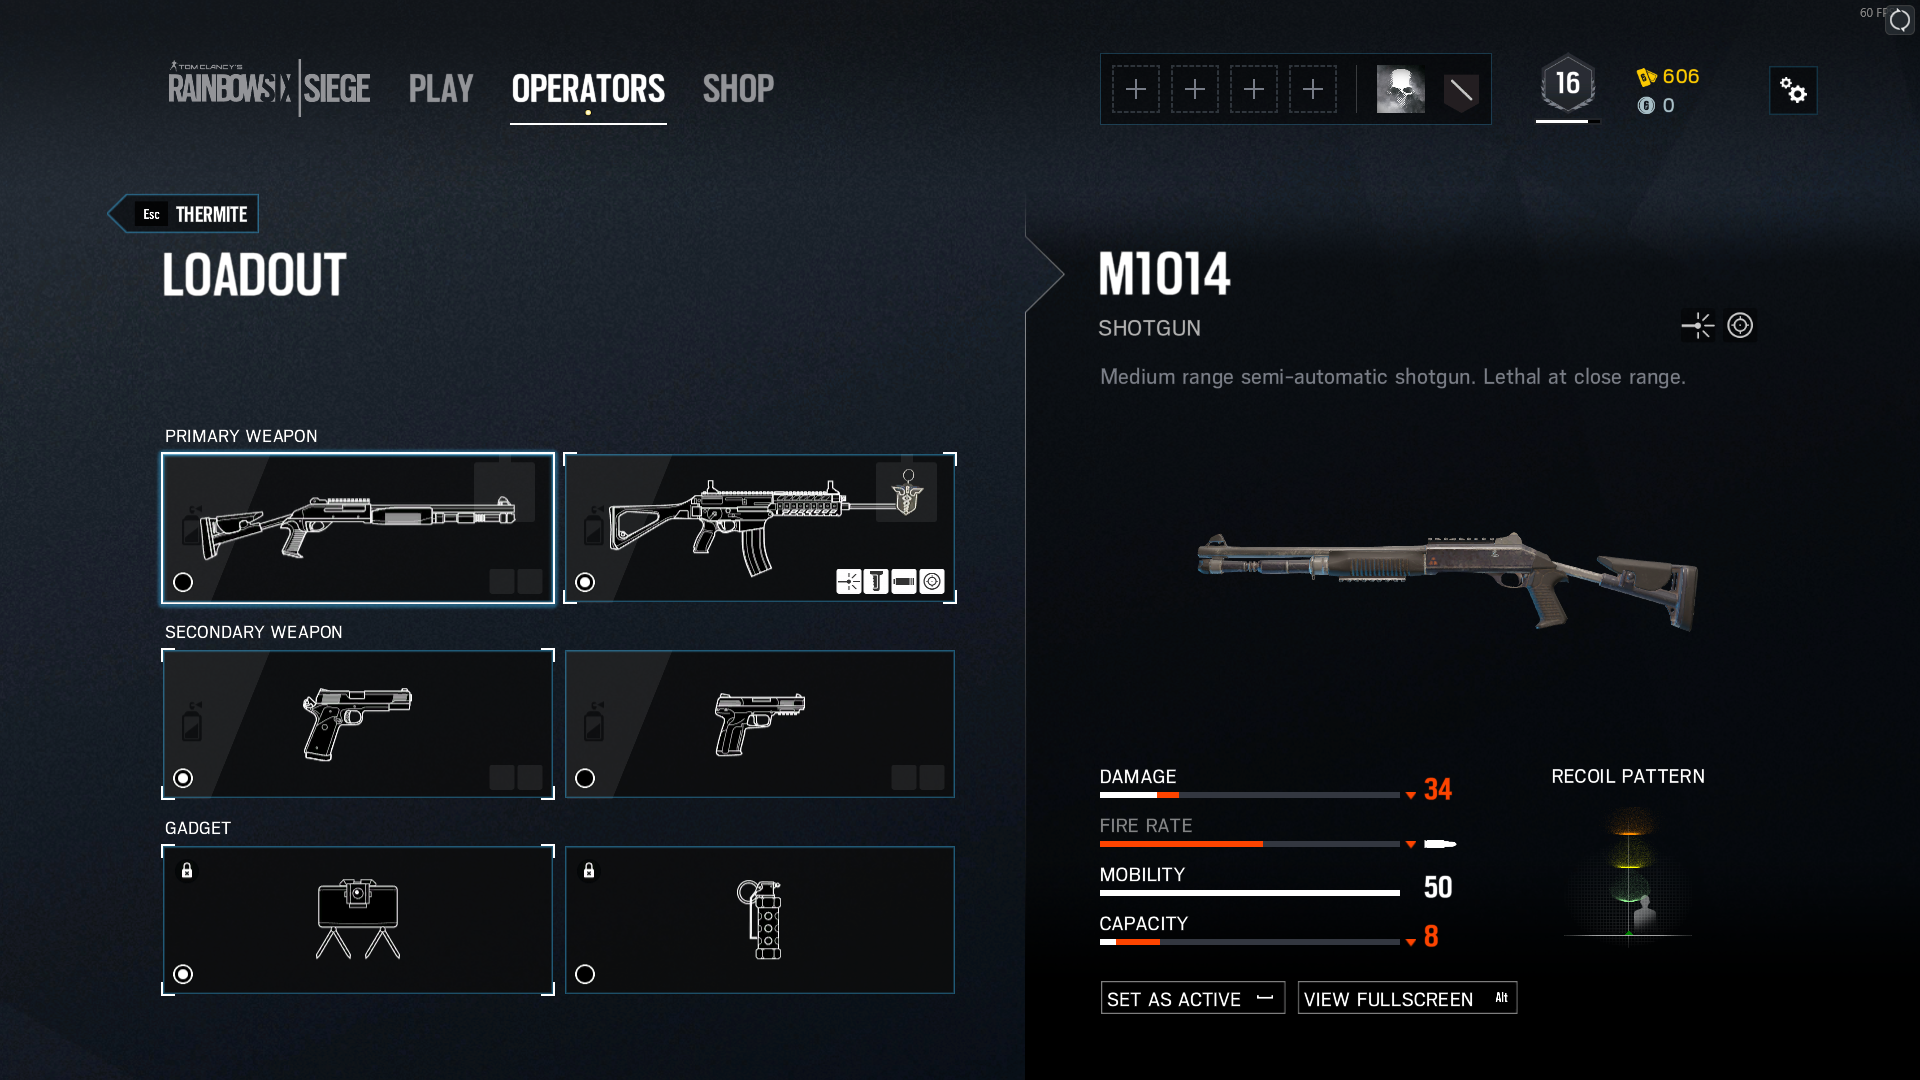 60
TOM CLANCY'S
RAINBOW SIX | SIEGE
PLAY
OPERATORS
SHOP
16
606
0
Esc THERMITE
LOADOUT
M1014
SHOTGUN
Medium range semi-automatic shotgun. Lethal at close range.
PRIMARY WEAPON
SECONDARY WEAPON
GADGET
DAMAGE
34
FIRE RATE
MOBILITY
50
CAPACITY
8
RECOIL PATTERN
SET AS ACTIVE
VIEW FULLSCREEN Alt